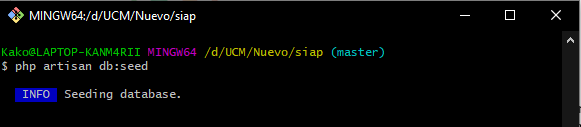 MINGW64:/d/UCM/Nuevo/siap
Kako@LAPTOP-KANM4RII MINGW64 /d/UCM/Nuevo/siap (master)
$ php artisan db:seed
INFO Seeding database.